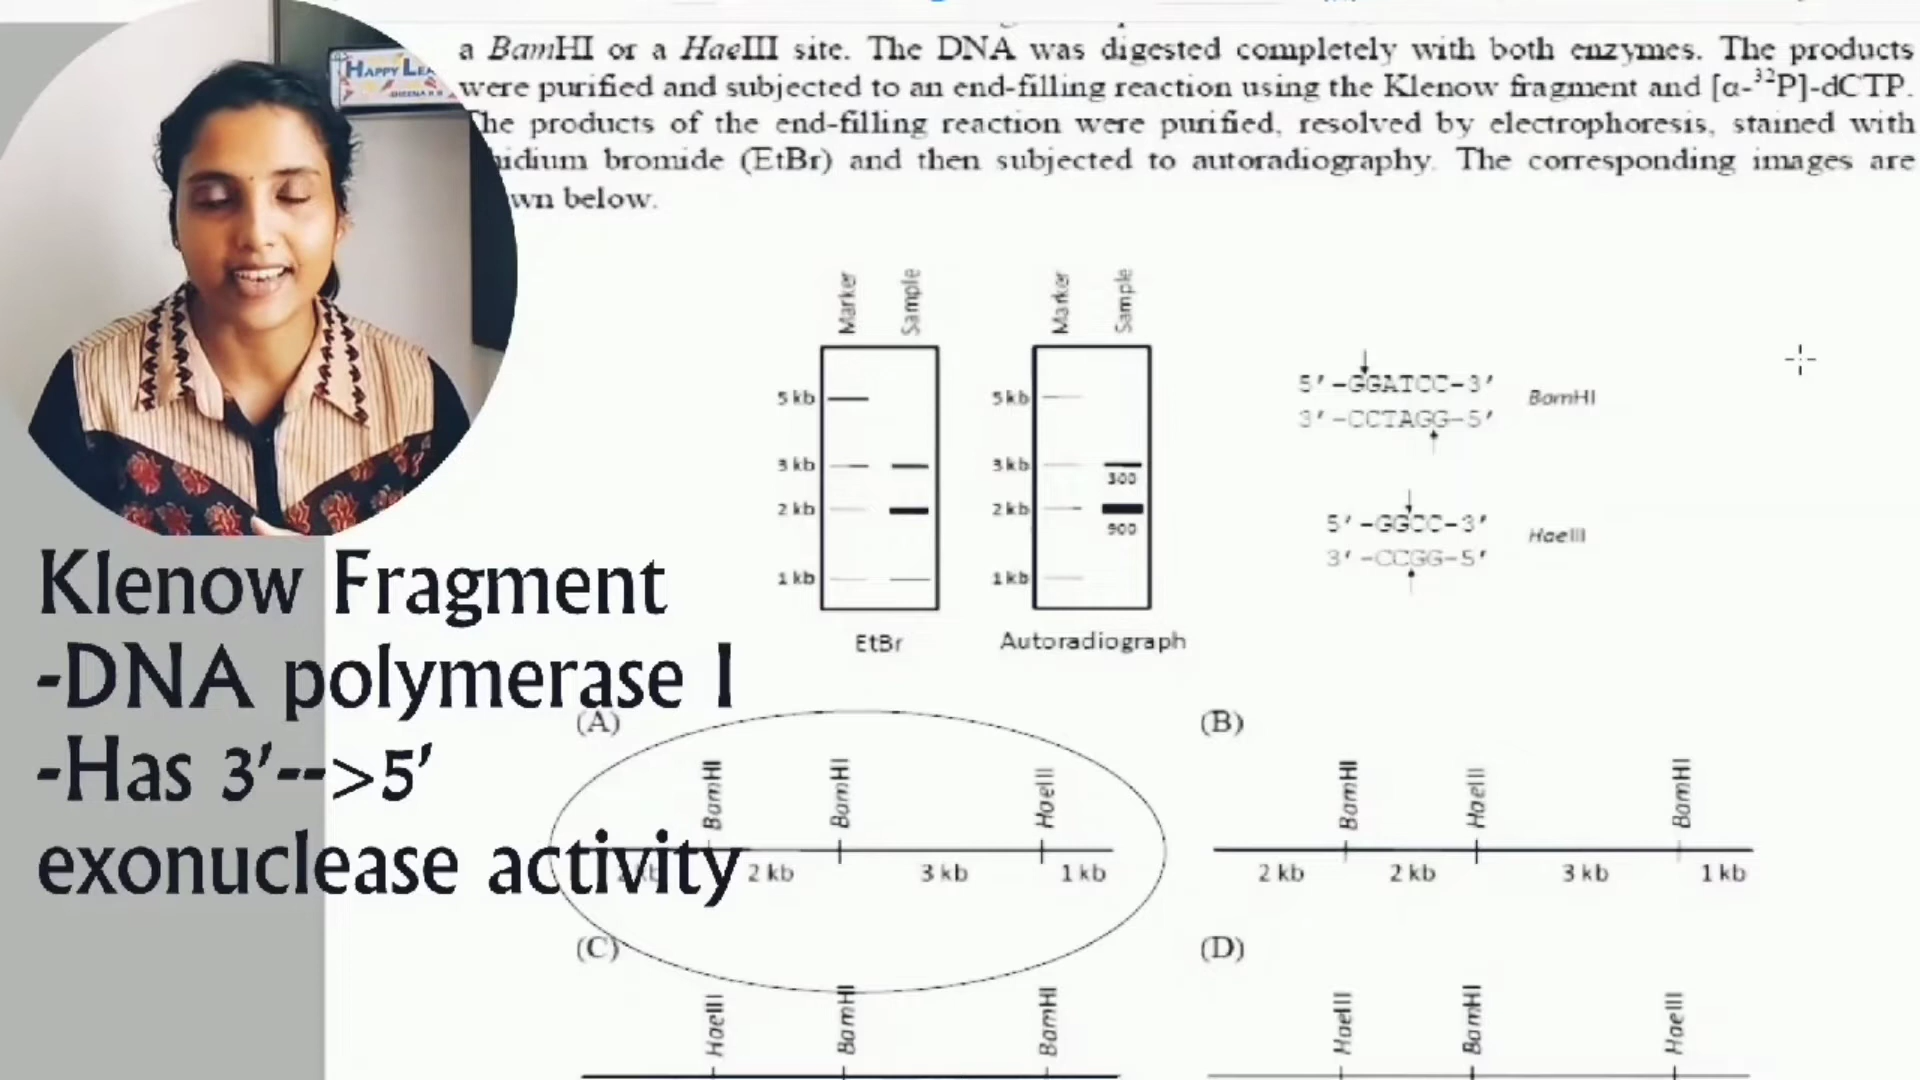 a BamHI or a HaeIII site. The DNA was digested completely with both enzymes. The products
were purified and subjected to an end-filling reaction using the Klenow fragment and [α-³²P]-dCTP.
The products of the end-filling reaction were purified, resolved by electrophoresis, stained with
hidium bromide (EtBr) and then subjected to autoradiography. The corresponding images are
wn below.
HAPPY LEA
Marker
Sample
Marker
Sample
5 kb
3 kb
2 kb
1 kb
EtBr
5 kb
3 kb
300
2 kb
900
1 kb
Autoradiograph
5′-GGATCC-3′
3′-CCTAGG-5′
BamHI
5′-GGCC-3′
3′-CCGG-5′
HaeIII
Klenow Fragment
-DNA polymerase I
-Has 3′-->5′
exonuclease activity
(A)
BamHI
BamHI
HaeIII
2 kb
3 kb
1 kb
(B)
BamHI
HaeIII
BamHI
2 kb
2 kb
3 kb
1 kb
(C)
HaeIII
BamHI
BamHI
(D)
HaeIII
BamHI
HaeIII